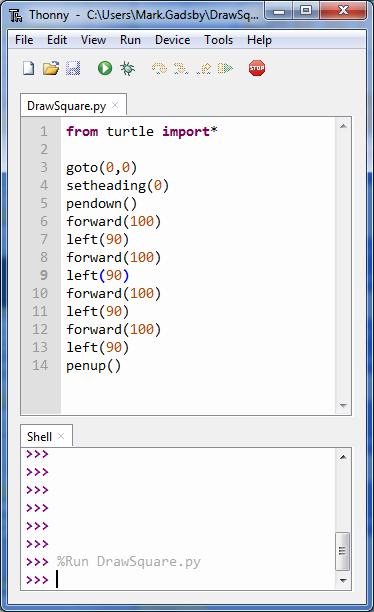 Thonny - C:\Users\Mark.Gadsby\DrawSq...
File Edit View Run Device Tools Help
STOP
DrawSquare.py ×
1 from turtle import*
2
3 goto(0,0)
4 setheading(0)
5 pendown()
6 forward(100)
7 left(90)
8 forward(100)
9 left(90)
10 forward(100)
11 left(90)
12 forward(100)
13 left(90)
14 penup()
Shell ×
>>>
>>>
>>>
>>>
>>>
>>>
>>> %Run DrawSquare.py
>>>